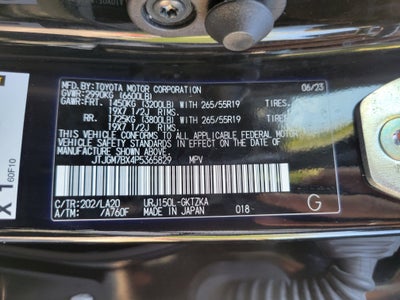 MFD.BY:TOYOTA MOTOR CORPORATION 06/23
GVWR:2990KG (6600LB)
GAWR:FRT. 1450KG (3200LB) WITH 265/55R19 TIRES,
19X7 1/2J RIMS,
RR. 1725KG (3800LB) WITH 265/55R19 TIRES,
19X7 1/2J RIMS,
THIS VEHICLE CONFORMS TO ALL APPLICABLE
FEDERAL MOTOR VEHICLE SAFETY STANDARDS
IN EFFECT ON THE DATE OF MANUFACTURE
SHOWN ABOVE.
JTJGM7BX4P5365829 MPV
C/TR:202/LA20 URJ150L-GKTZKA
A/TM: /A760F MADE IN JAPAN 018 G
X1
60F10